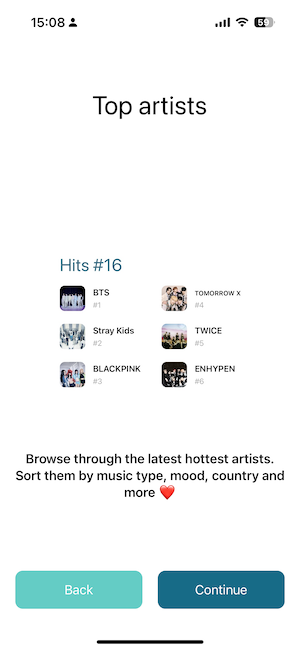 15:08
59
Top artists
Hits #16
BTS
#1
TOMORROW X
#4
Stray Kids
#2
TWICE
#5
BLACKPINK
#3
ENHYPEN
#6
Browse through the latest hottest artists.
Sort them by music type, mood, country and
more ❤️
Back
Continue